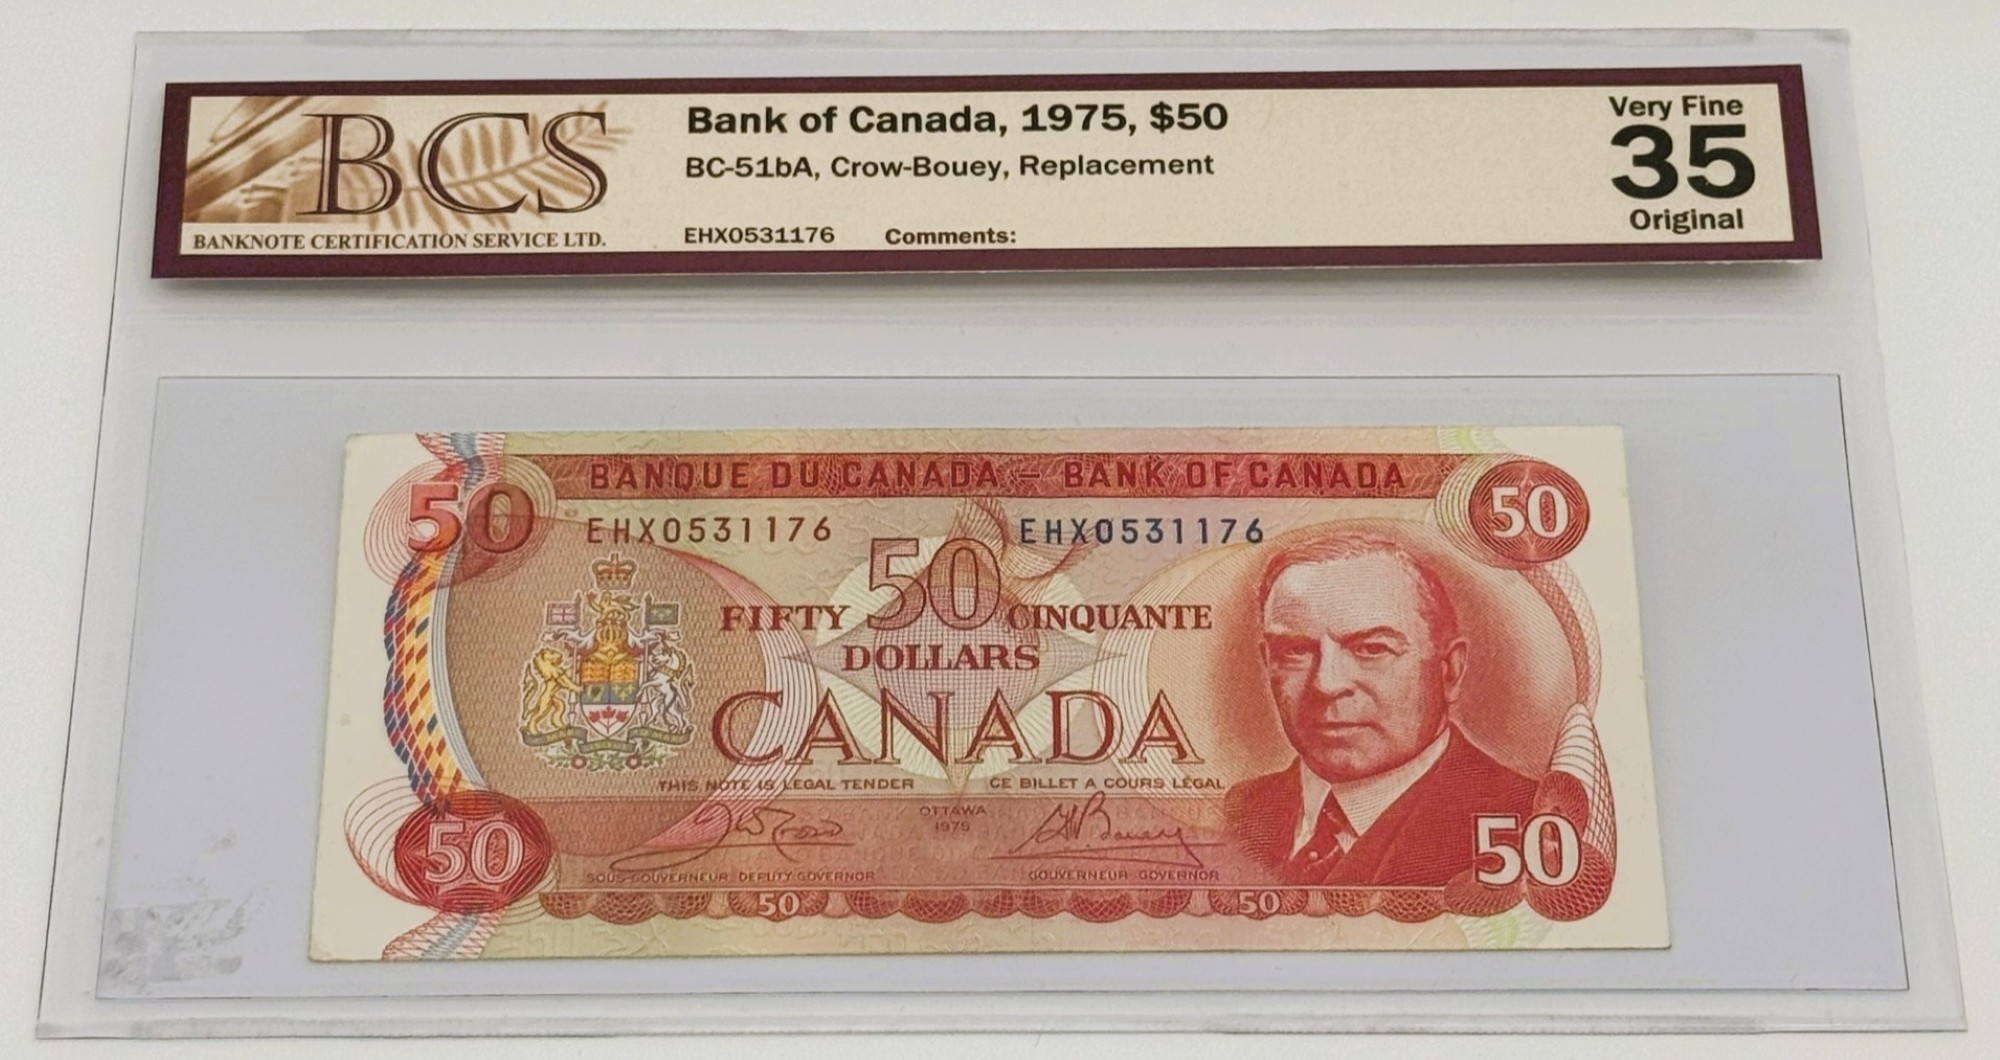 BCS
BANKNOTE CERTIFICATION SERVICE LTD.
Bank of Canada, 1975, $50
BC-51bA, Crow-Bouey, Replacement
EHX0531176 Comments:
Very Fine
35
Original
BANQUE DU CANADA – BANK OF CANADA
50
50
EHX0531176 EHX0531176
50
FIFTY CINQUANTE
DOLLARS
CANADA
THIS NOTE IS LEGAL TENDER CE BILLET A COURS LÉGAL
OTTAWA
1975
50
50
SOUS-GOUVERNEUR DEPUTY GOVERNOR GOUVERNEUR GOVERNOR
50 50